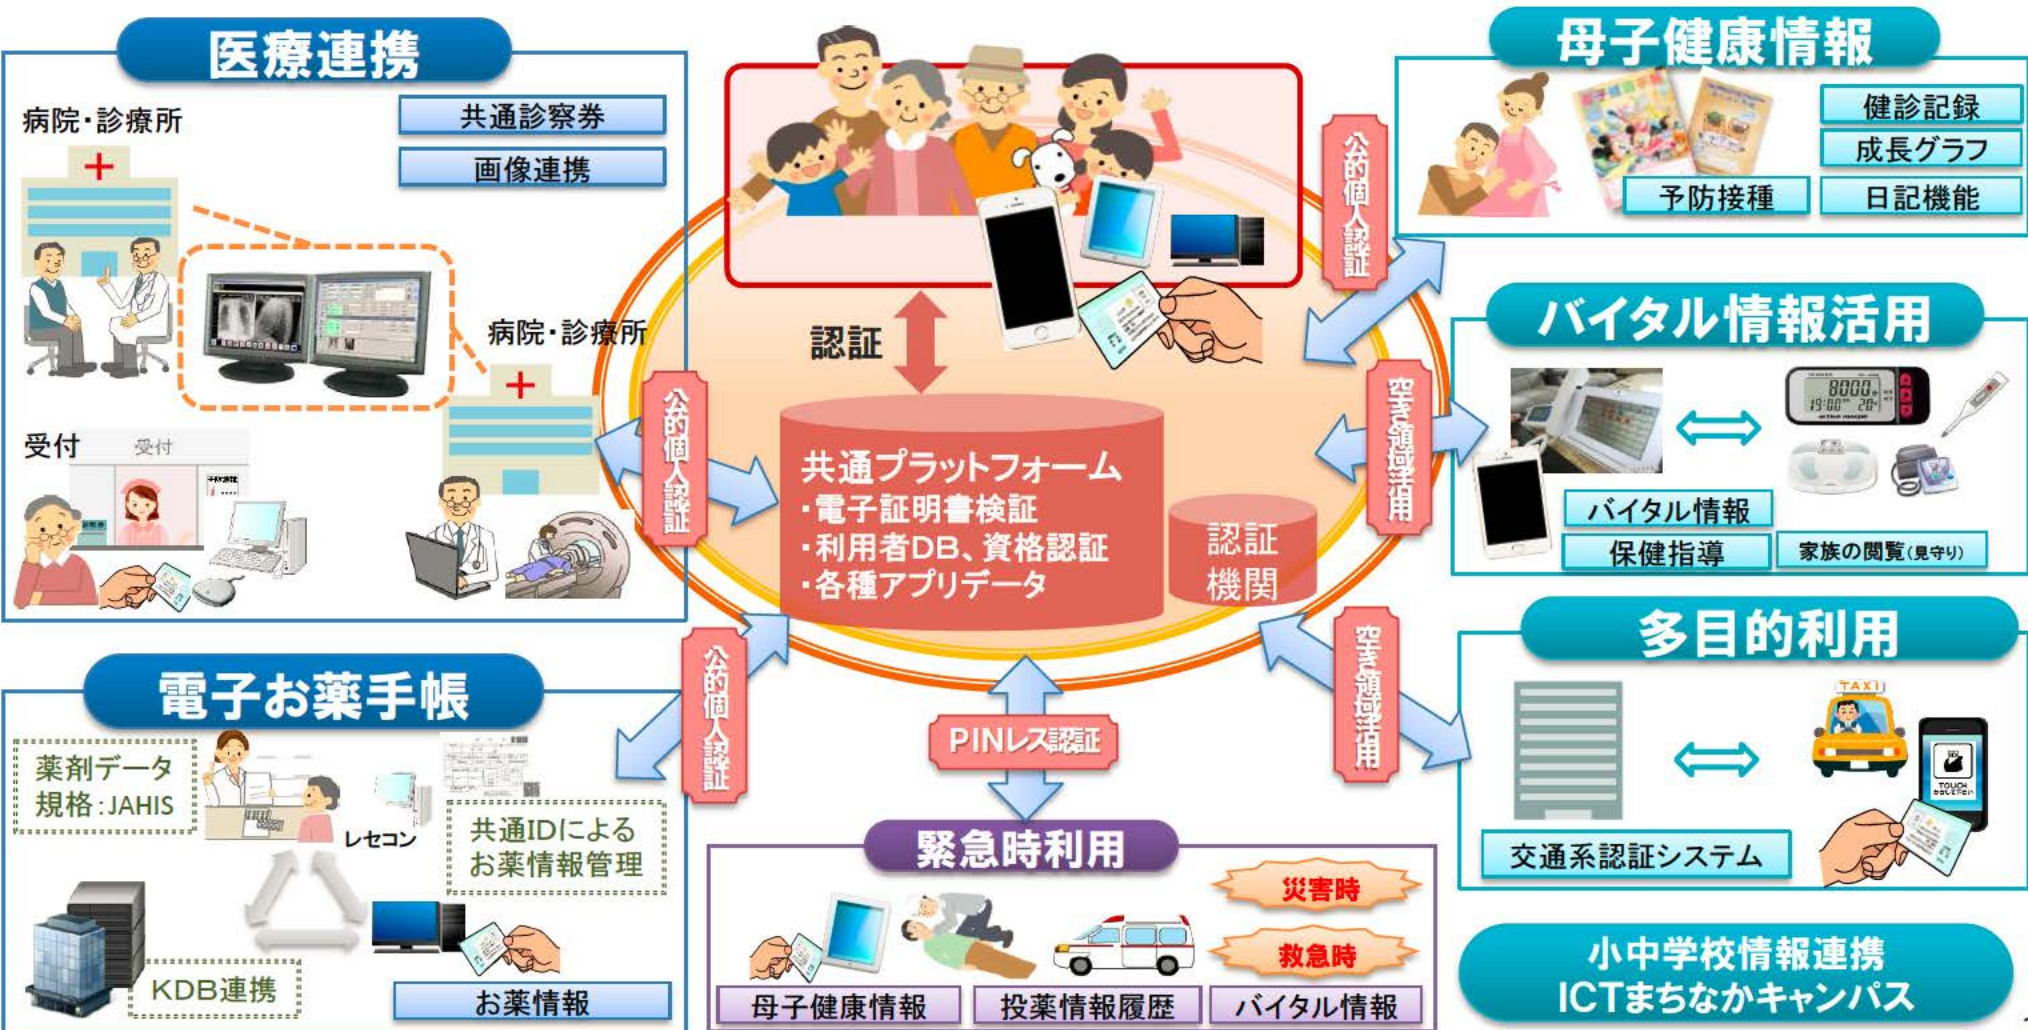 医療連携
病院・診療所
共通診察券
画像連携
病院・診療所
受付
受付
公的個人認証
認証
共通プラットフォーム
・電子証明書検証
・利用者DB、資格認証
・各種アプリデータ
認証
機関
母子健康情報
公的個人認証
健診記録
成長グラフ
予防接種
日記機能
バイタル情報活用
空き領域活用
8000
バイタル情報
保健指導
家族の閲覧(見守り)
多目的利用
空き領域活用
TAXI
TOUCH
交通系認証システム
電子お薬手帳
公的個人認証
薬剤データ
規格:JAHIS
レセコン
共通IDによる
お薬情報管理
KDB連携
お薬情報
PINレス認証
緊急時利用
災害時
救急時
母子健康情報
投薬情報履歴
バイタル情報
小中学校情報連携
ICTまちなかキャンパス